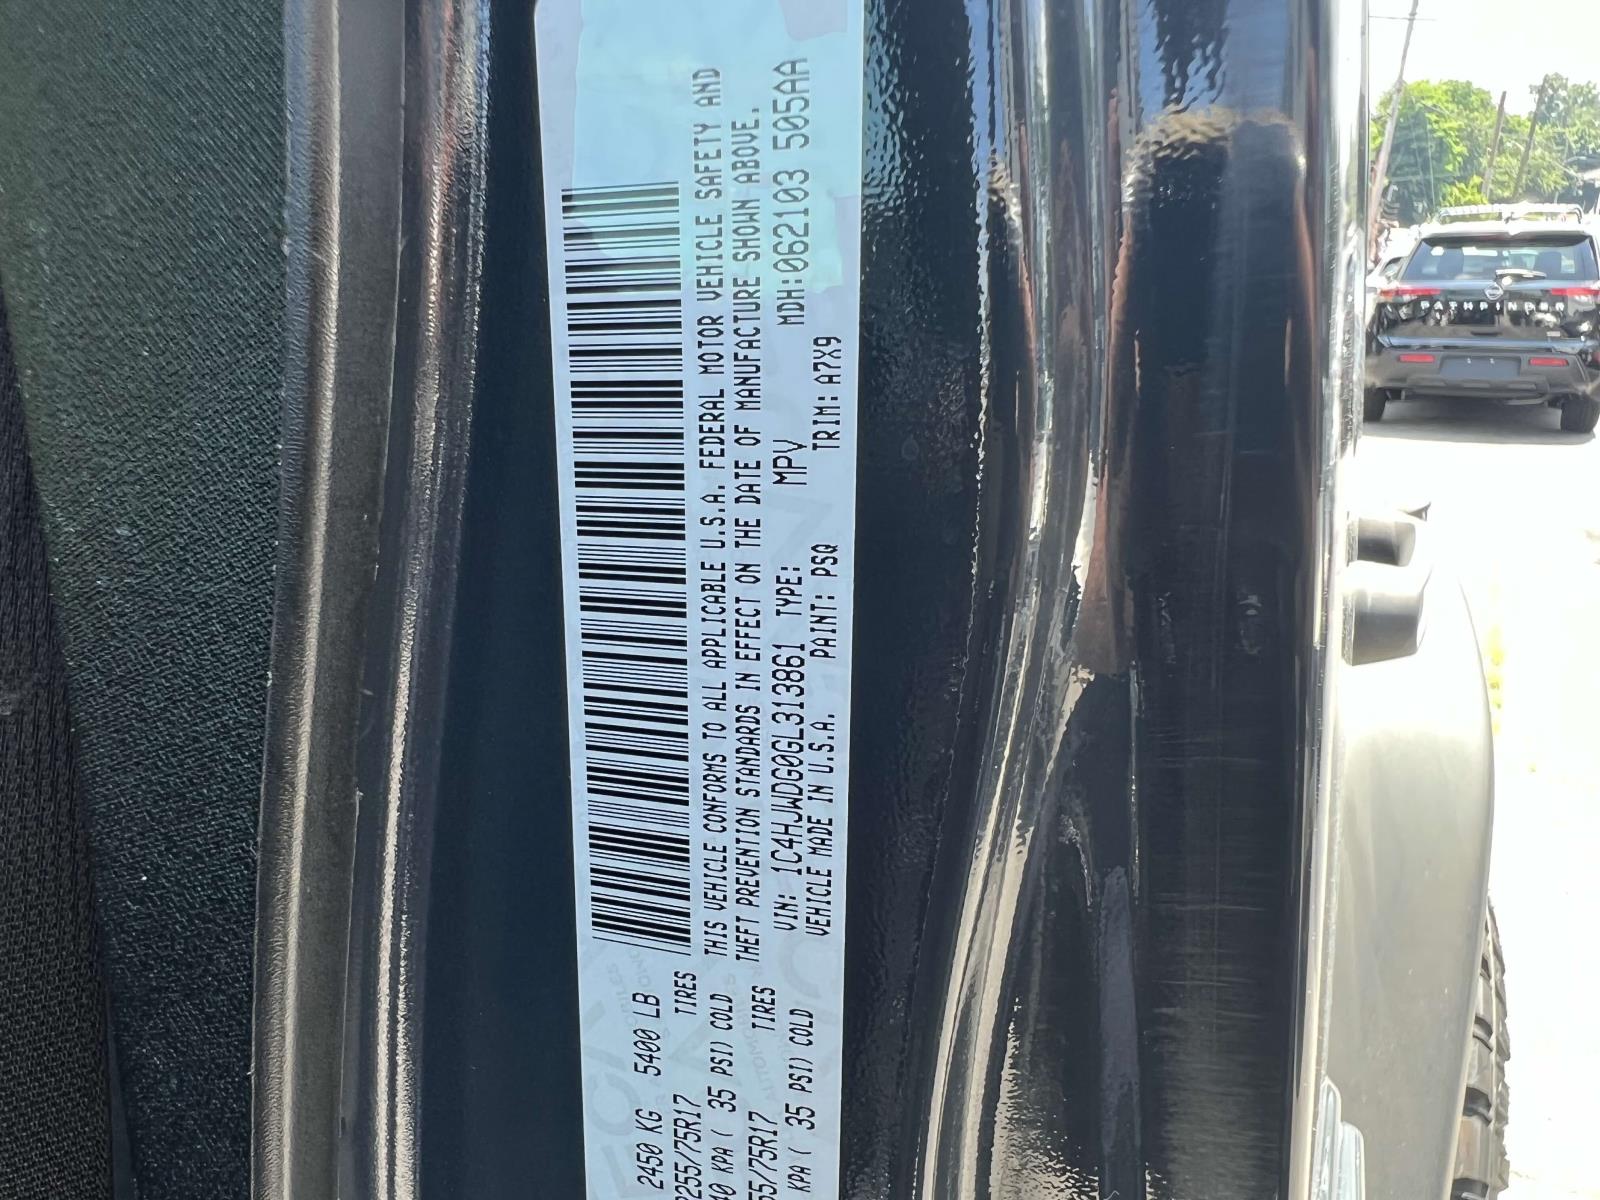 2450 KG 5400 LB
255/75R17 TIRES
KPA ( 35 PSI) COLD
THIS VEHICLE CONFORMS TO ALL APPLICABLE U.S.A. FEDERAL MOTOR VEHICLE SAFETY AND
THEFT PREVENTION STANDARDS IN EFFECT ON THE DATE OF MANUFACTURE SHOWN ABOVE.
/75R17 TIRES
KPA ( 35 PSI) COLD
VIN: 1C4HJWDG0GL313861 TYPE: MPV MDH:062103 505AA
VEHICLE MADE IN U.S.A. PAINT: PSQ TRIM: A7X9
PATHFINDER